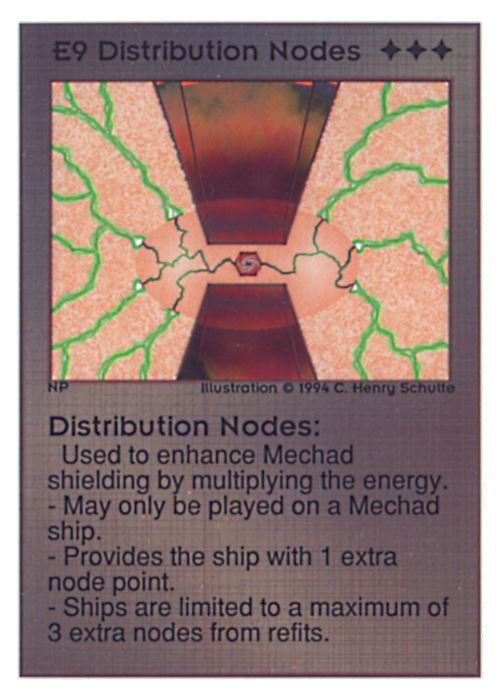 E9 Distribution Nodes ✦✦✦
NP Illustration © 1994 C. Henry Schulte
Distribution Nodes:
Used to enhance Mechad
shielding by multiplying the energy.
- May only be played on a Mechad
ship.
- Provides the ship with 1 extra
node point.
- Ships are limited to a maximum of
3 extra nodes from refits.